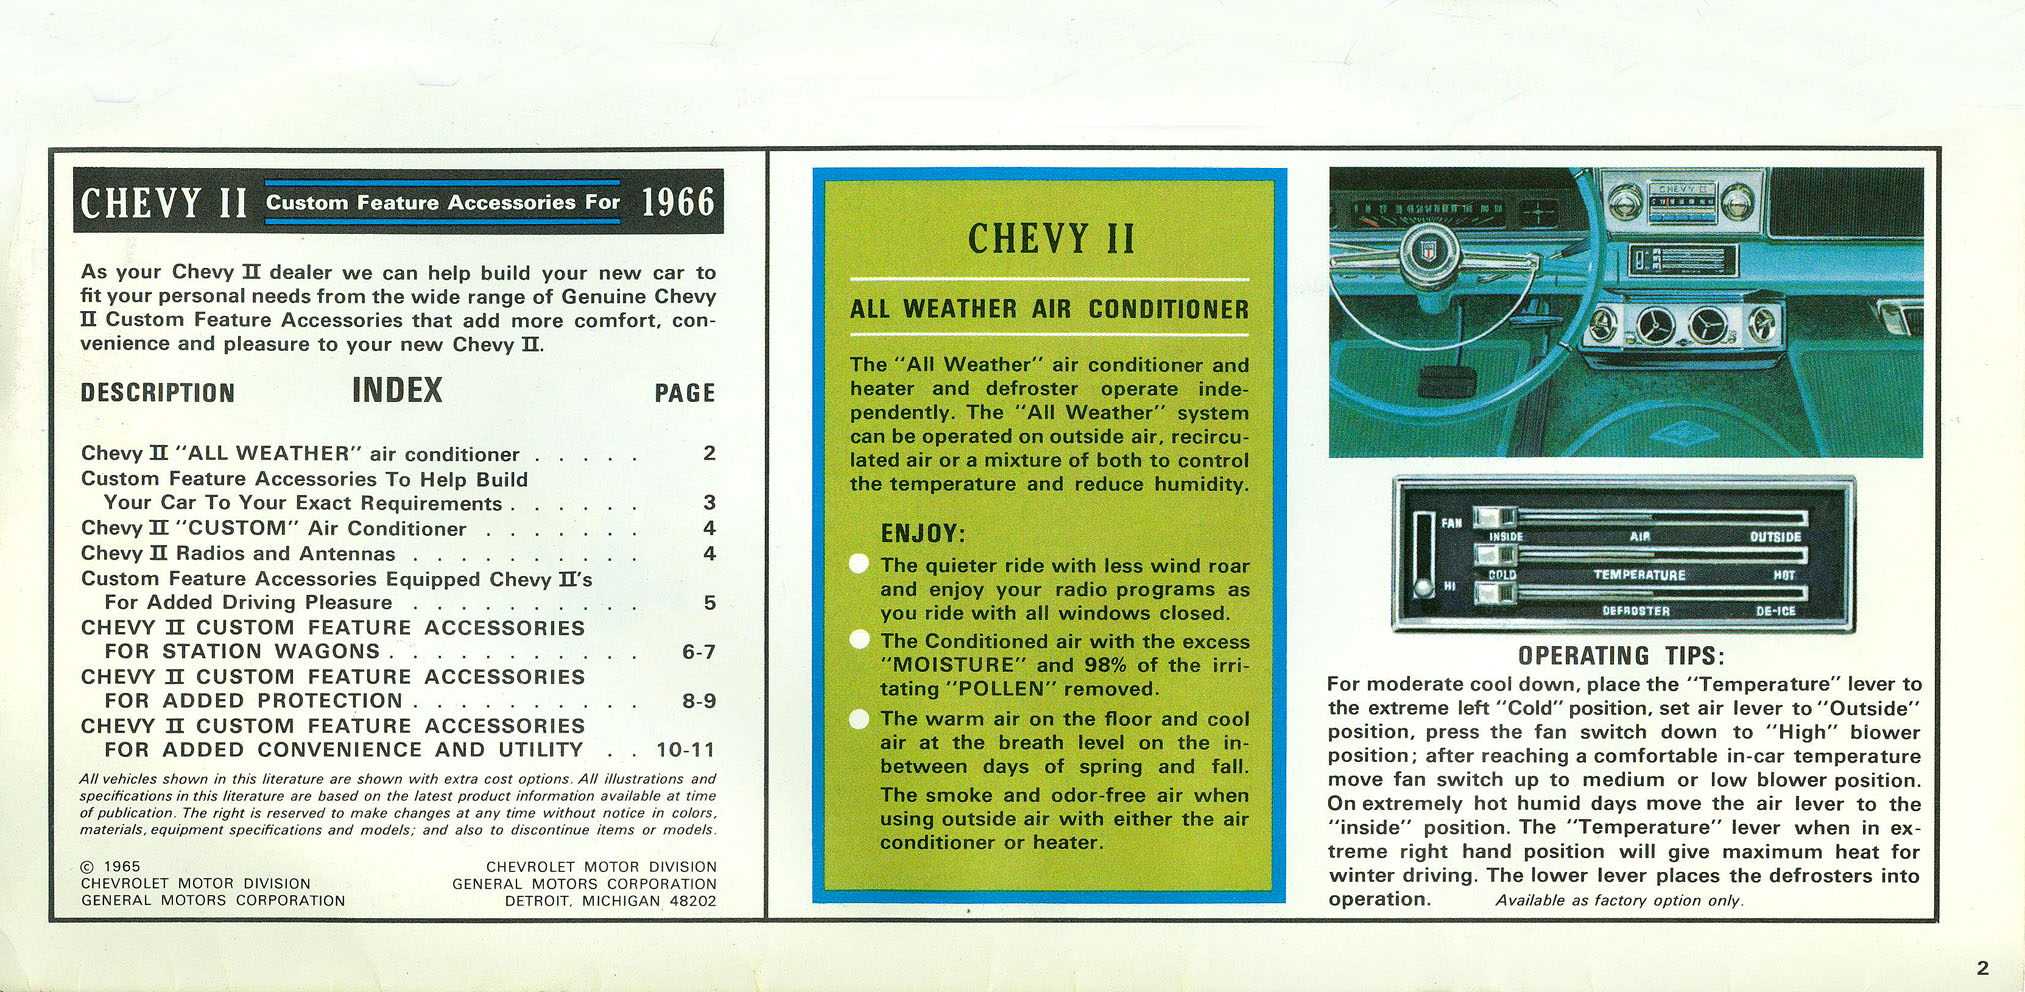 CHEVY II Custom Feature Accessories For 1966
As your Chevy II dealer we can help build your new car to
fit your personal needs from the wide range of Genuine Chevy
II Custom Feature Accessories that add more comfort, con-
venience and pleasure to your new Chevy II.
DESCRIPTION INDEX PAGE
Chevy II "ALL WEATHER" air conditioner . . . . . 2
Custom Feature Accessories To Help Build
Your Car To Your Exact Requirements . . . . . . 3
Chevy II "CUSTOM" Air Conditioner . . . . . . . 4
Chevy II Radios and Antennas . . . . . . . . . . 4
Custom Feature Accessories Equipped Chevy II's
For Added Driving Pleasure . . . . . . . . . . 5
CHEVY II CUSTOM FEATURE ACCESSORIES
FOR STATION WAGONS . . . . . . . . . . . 6-7
CHEVY II CUSTOM FEATURE ACCESSORIES
FOR ADDED PROTECTION . . . . . . . . . . 8-9
CHEVY II CUSTOM FEATURE ACCESSORIES
FOR ADDED CONVENIENCE AND UTILITY . . 10-11
All vehicles shown in this literature are shown with extra cost options. All illustrations and
specifications in this literature are based on the latest product information available at time
of publication. The right is reserved to make changes at any time without notice in colors,
materials, equipment specifications and models; and also to discontinue items or models.
© 1965
CHEVROLET MOTOR DIVISION
GENERAL MOTORS CORPORATION
CHEVROLET MOTOR DIVISION
GENERAL MOTORS CORPORATION
DETROIT, MICHIGAN 48202
CHEVY II
ALL WEATHER AIR CONDITIONER
The "All Weather" air conditioner and
heater and defroster operate inde-
pendently. The "All Weather" system
can be operated on outside air, recircu-
lated air or a mixture of both to control
the temperature and reduce humidity.
ENJOY:
The quieter ride with less wind roar
and enjoy your radio programs as
you ride with all windows closed.
The Conditioned air with the excess
"MOISTURE" and 98% of the irri-
tating "POLLEN" removed.
The warm air on the floor and cool
air at the breath level on the in-
between days of spring and fall.
The smoke and odor-free air when
using outside air with either the air
conditioner or heater.
CHEVY II
FAN
INSIDE AIR OUTSIDE
COLD TEMPERATURE HOT
HI
DEFROSTER DE-ICE
OPERATING TIPS:
For moderate cool down, place the "Temperature" lever to
the extreme left "Cold" position, set air lever to "Outside"
position, press the fan switch down to "High" blower
position; after reaching a comfortable in-car temperature
move fan switch up to medium or low blower position.
On extremely hot humid days move the air lever to the
"inside" position. The "Temperature" lever when in ex-
treme right hand position will give maximum heat for
winter driving. The lower lever places the defrosters into
operation. Available as factory option only.
2